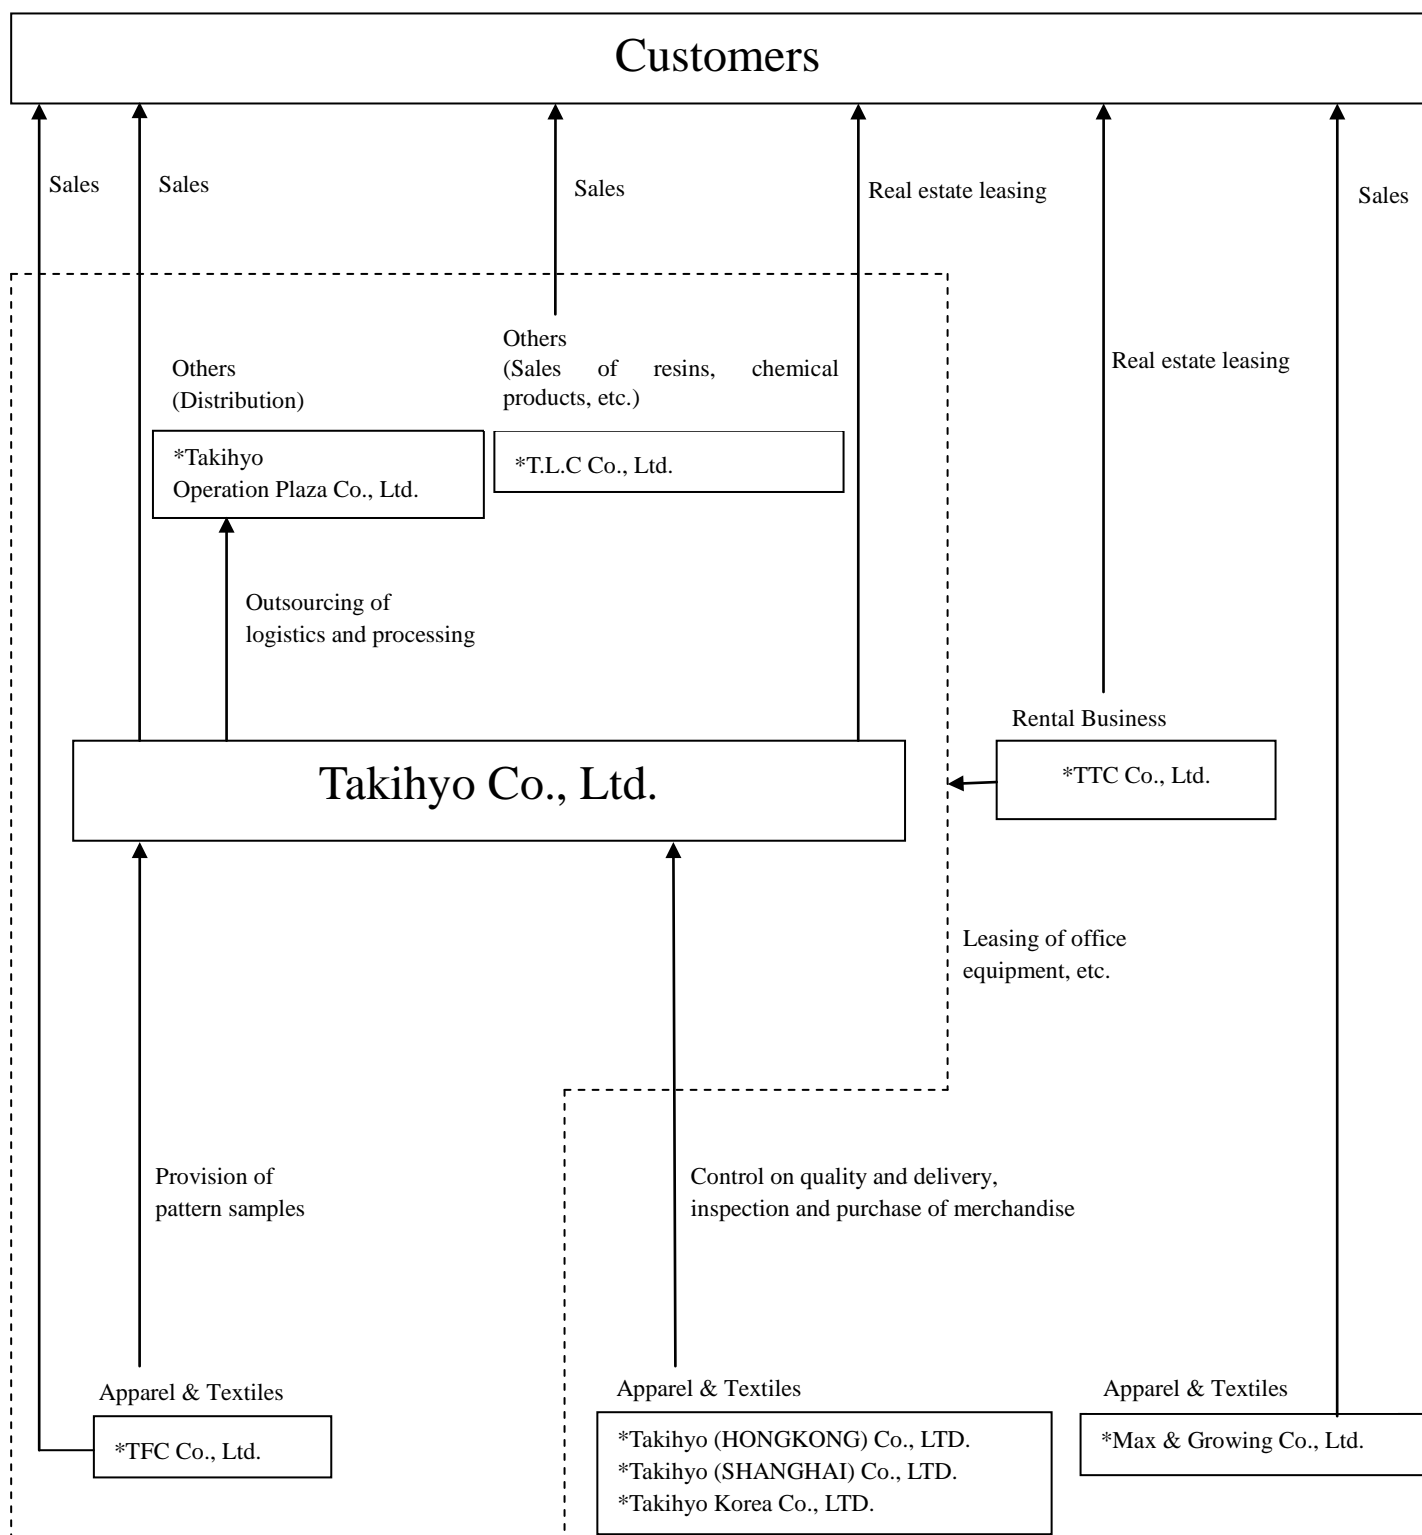 Customers
Sales
Sales
Sales
Real estate leasing
Sales
Others
(Sales of resins, chemical
products, etc.)
Others
(Distribution)
Real estate leasing
*Takihyo
Operation Plaza Co., Ltd.
*T.L.C Co., Ltd.
Outsourcing of
logistics and processing
Rental Business
Takihyo Co., Ltd.
*TTC Co., Ltd.
Leasing of office
equipment, etc.
Provision of
pattern samples
Control on quality and delivery,
inspection and purchase of merchandise
Apparel & Textiles
Apparel & Textiles
Apparel & Textiles
*TFC Co., Ltd.
*Takihyo (HONGKONG) Co., LTD.
*Takihyo (SHANGHAI) Co., LTD.
*Takihyo Korea Co., LTD.
*Max & Growing Co., Ltd.